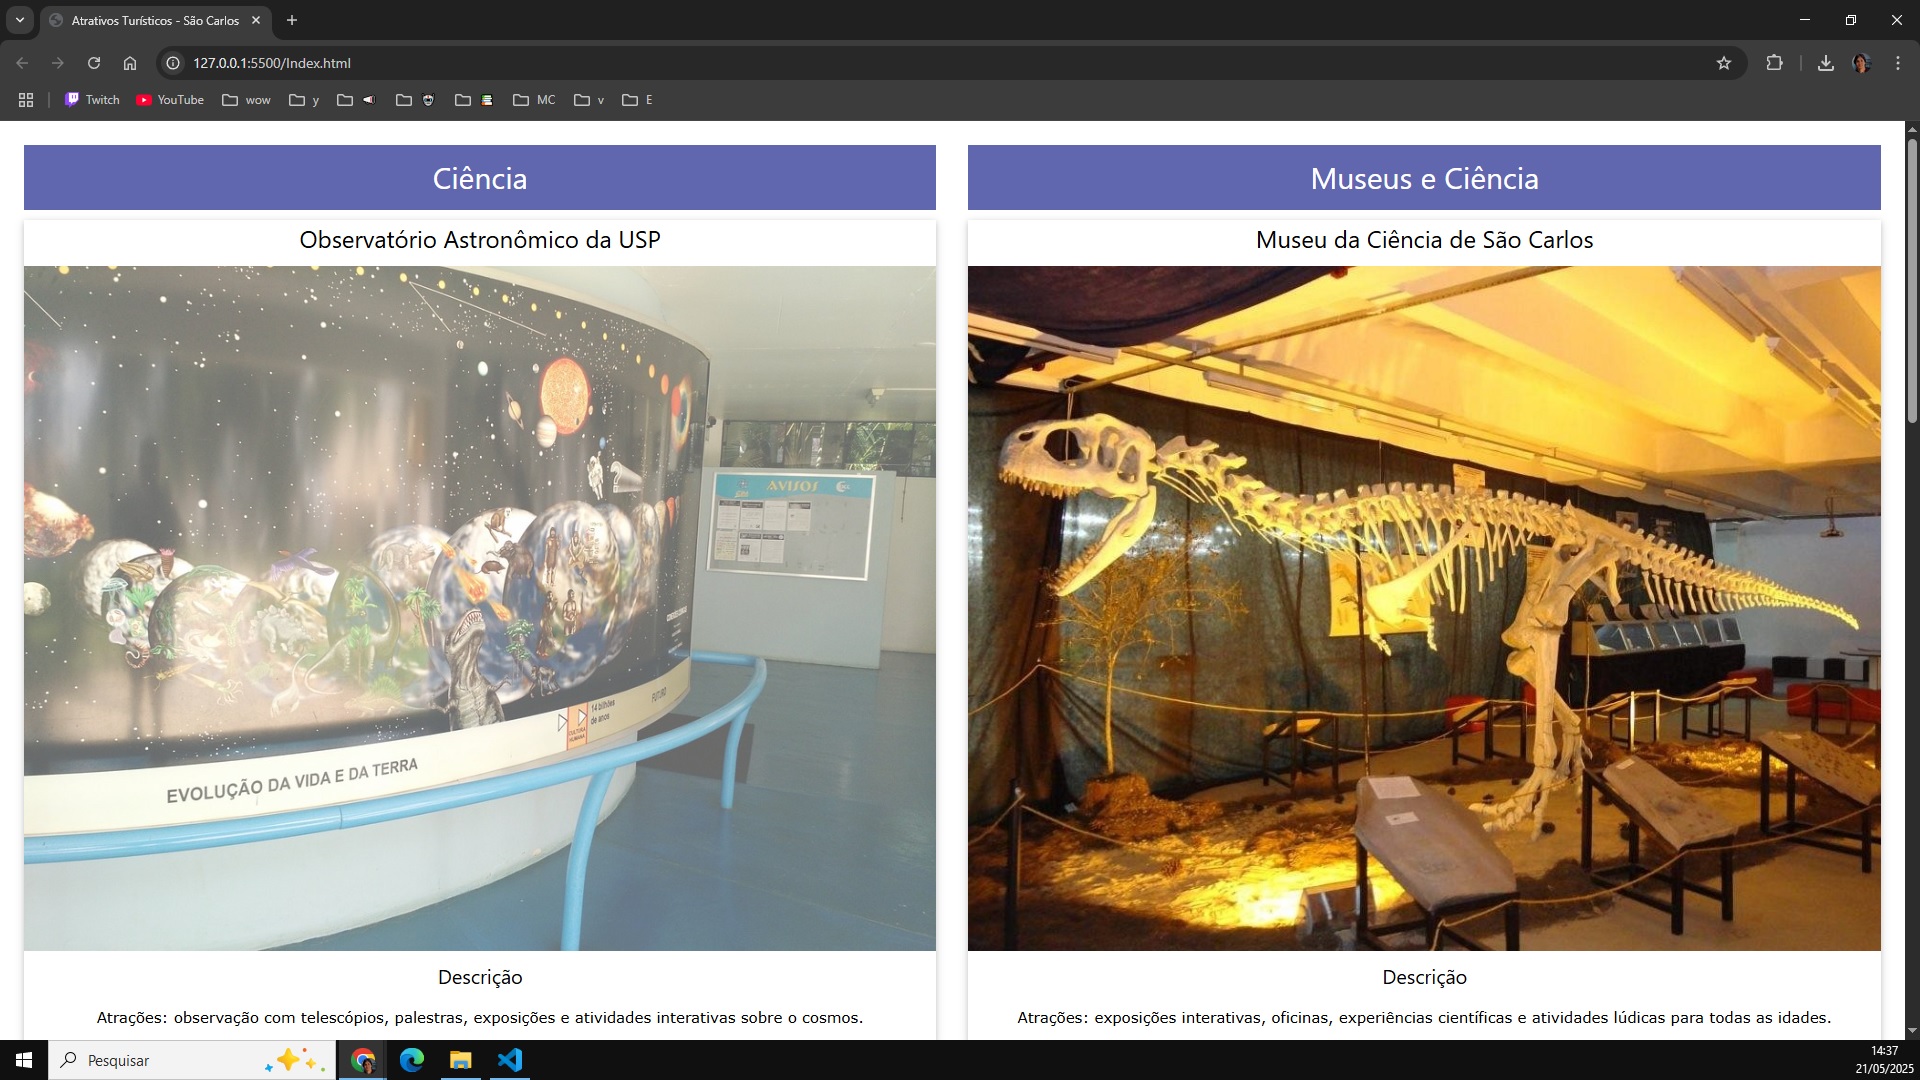 Atrativos Turísticos - São Carlos
127.0.0.1:5500/Index.html
Twitch
YouTube
wow
y
MC
v
E
Ciência
Museus e Ciência
Observatório Astronômico da USP
Museu da Ciência de São Carlos
AVISOS
FUTURO
14 bilhões
de anos
CULTURA
HUMANA
EVOLUÇÃO DA VIDA E DA TERRA
Descrição
Descrição
Atrações: observação com telescópios, palestras, exposições e atividades interativas sobre o cosmos.
Atrações: exposições interativas, oficinas, experiências científicas e atividades lúdicas para todas as idades.
Pesquisar
14:37
21/05/2025